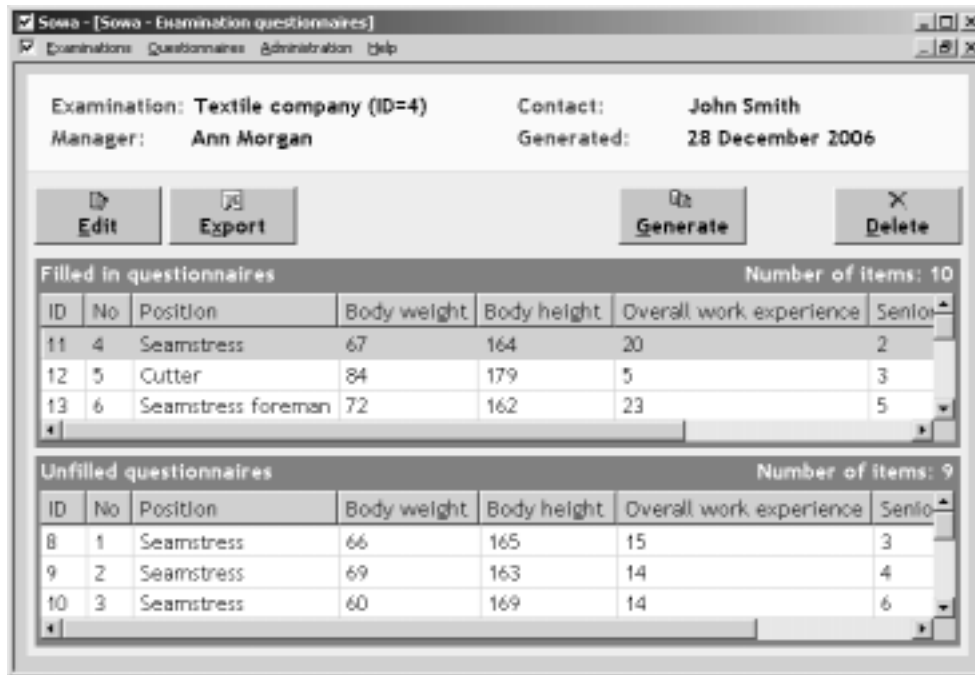 Sowa - [Sowa - Examination questionnaires]
Examinations Questionnaires Administration Help
Examination: Textile company (ID=4) Contact: John Smith
Manager: Ann Morgan Generated: 28 December 2006
Edit Export Generate Delete
Filled in questionnaires Number of items: 10
ID No Position Body weight Body height Overall work experience Senior
11 4 Seamstress 67 164 20 2
12 5 Cutter 84 179 5 3
13 6 Seamstress foreman 72 162 23 5
Unfilled questionnaires Number of items: 9
ID No Position Body weight Body height Overall work experience Senio
8 1 Seamstress 66 165 15 3
9 2 Seamstress 69 163 14 4
10 3 Seamstress 60 169 14 6